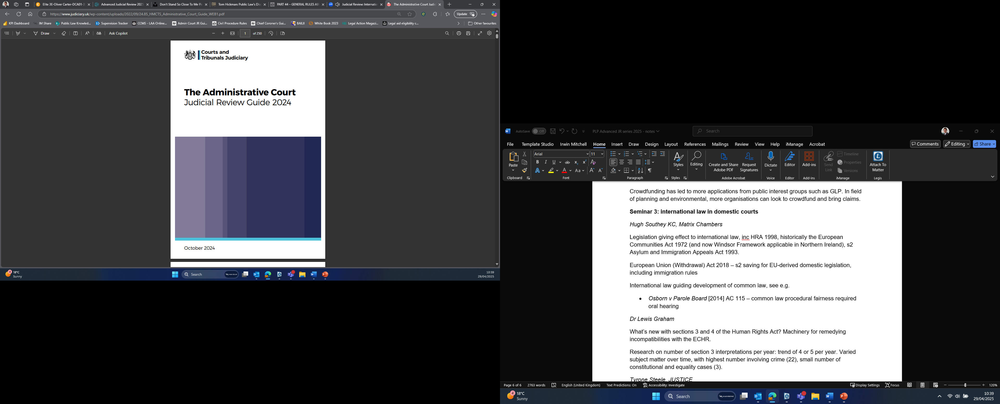 Elite 3E-Oliver Carter-DCA01-3
Advanced Judicial Review 2025
Don't Stand So Close To Me Pi
Tom Hickman: Public Law's Dis
PART 44 – GENERAL RULES AB
Judicial Review: Internatio
The Administrative Court Judic
https://www.judiciary.uk/wp-content/uploads/2022/09/24.85_HMCTS_Administrative_Court_Guide_WEB1.pdf
Update
KPI Dashboard
IM Share
Public Law Knowled...
Supervision Tracker
CCMS - LAA Online...
Admin Court JR Gui...
Civil Procedure Rules
Chief Coroner's Gui...
BAILII
White Book 2023
Legal Action Magazi...
Legal aid eligibility c...
Other favourites
Draw
Ask Copilot
1
of 250
Courts and
Tribunals Judiciary
The Administrative Court
Judicial Review Guide 2024
October 2024
4
18°C
Sunny
Search
10:39
29/04/2025
AutoSave
Off
PLP Advanced JR series 2025 - notes
Search
File
Template Studio
Irwin Mitchell
Home
Insert
Draw
Design
Layout
References
Mailings
Review
View
Help
iManage
Acrobat
Comments
Editing
Share
Paste
Clipboard
Arial
11
Font
Paragraph
Styles
Styles
Editing
Create and Share
Adobe PDF
Request
Signatures
Adobe Acrobat
Dictate
Voice
Editor
Editor
Add-ins
Add-ins
Send
Link
Timeline
Properties
Versions
iManage
Attach To
Matter
Legis
Crowdfunding has led to more applications from public interest groups such as GLP. In field
of planning and environmental, more organisations can look to crowdfund and bring claims.
Seminar 3: international law in domestic courts
Hugh Southey KC, Matrix Chambers
Legislation giving effect to international law, inc HRA 1998, historically the European
Communities Act 1972 (and now Windsor Framework applicable in Northern Ireland), s2
Asylum and Immigration Appeals Act 1993.
European Union (Withdrawal) Act 2018 – s2 saving for EU-derived domestic legislation,
including immigration rules
International law guiding development of common law, see e.g.
• Osborn v Parole Board [2014] AC 115 – common law procedural fairness required
oral hearing
Dr Lewis Graham
What's new with sections 3 and 4 of the Human Rights Act? Machinery for remedying
incompatibilities with the ECHR.
Research on number of section 3 interpretations per year: trend of 4 or 5 per year. Varied
subject matter over time, with highest number involving crime (22), small number of
constitutional and equality cases (3).
Tyrone Steele, JUSTICE
Page 6 of 6
2763 words
English (United Kingdom)
Text Predictions: On
Accessibility: Investigate
Display Settings
Focus
120%
4
18°C
Sunny
Search
10:39
29/04/2025